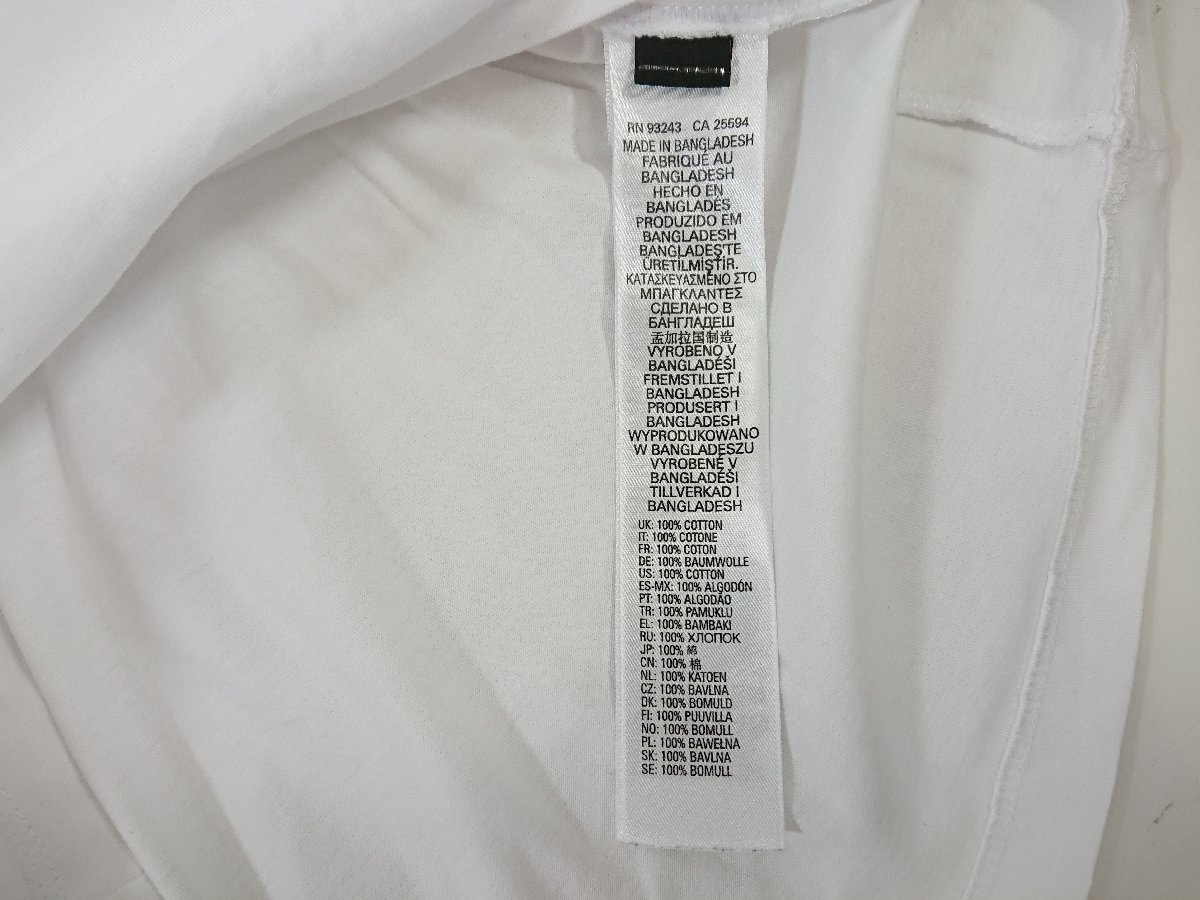 RN 93243 CA 25594
MADE IN BANGLADESH
FABRIQUÉ AU
BANGLADESH
HECHO EN
BANGLADÉS
PRODUZIDO EM
BANGLADESH
BANGLADEŞ'TE
ÜRETİLMİŞTİR.
ΚΑΤΑΣΚΕΥΑΣΜΕΝΟ ΣΤΟ
ΜΠΑΓΚΛΑΝΤΕΣ
СДЕЛАНО В
БАНГЛАДЕШ
孟加拉国制造
VYROBENO V
BANGLADÉŠI
FREMSTILLET I
BANGLADESH
PRODUSERT I
BANGLADESH
WYPRODUKOWANO
W BANGLADESZU
VYROBENÉ V
BANGLADÉŠI
TILLVERKAD I
BANGLADESH
UK: 100% COTTON
IT: 100% COTONE
FR: 100% COTON
DE: 100% BAUMWOLLE
US: 100% COTTON
ES-MX: 100% ALGODÓN
PT: 100% ALGODÃO
TR: 100% PAMUKLU
EL: 100% ΒΑΜΒΑΚΙ
RU: 100% ХЛОПОК
JP: 100% 綿
CN: 100% 棉
NL: 100% KATOEN
CZ: 100% BAVLNA
DK: 100% BOMULD
FI: 100% PUUVILLA
NO: 100% BOMULL
PL: 100% BAWEŁNA
SK: 100% BAVLNA
SE: 100% BOMULL